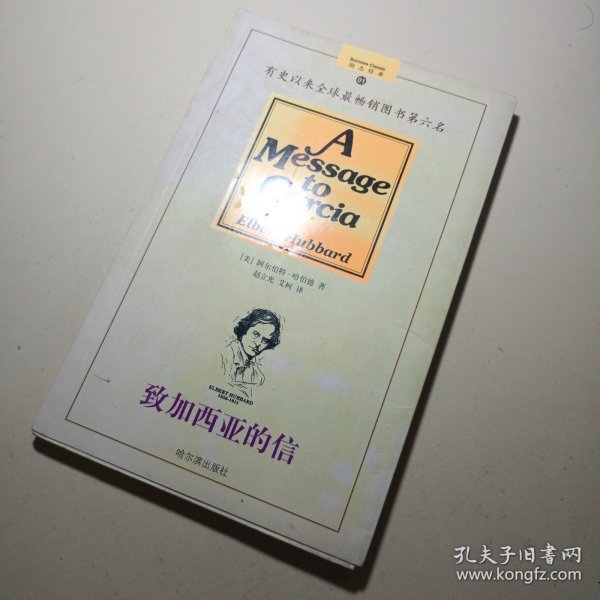 Success Classic
励志经典
01
有史以来全球最畅销图书第六名
A
Message
to
Garcia
Elbert Hubbard
[美] 阿尔伯特·哈伯德 著
赵立光 艾柯 译
ELBERT HUBBARD
1856-1915
致加西亚的信
哈尔滨出版社
孔夫子旧书网
www.kongfz.com